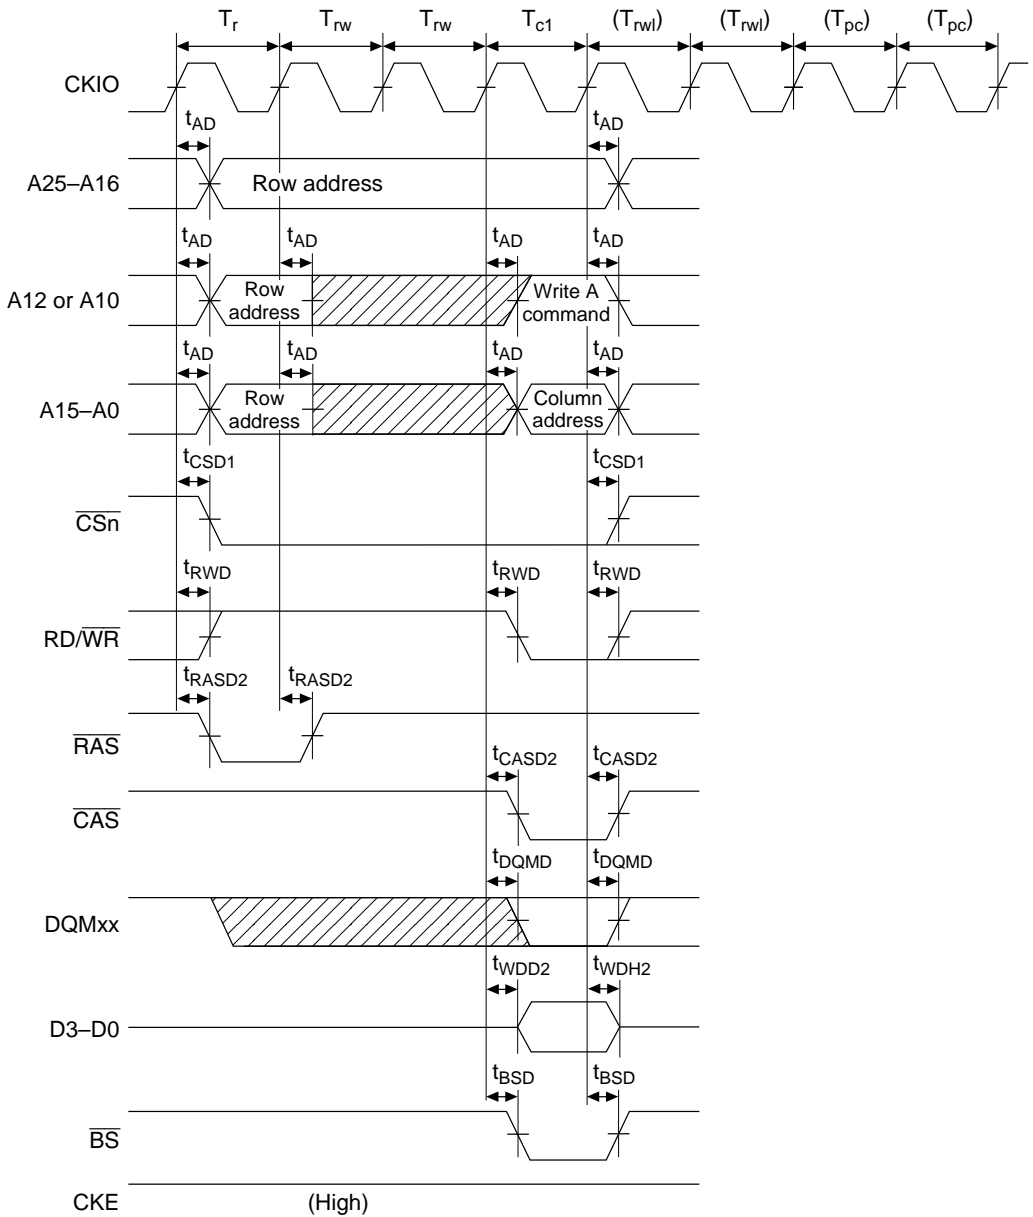 Tr Trw Trw Tc1 (Trwl) (Trwl) (Tpc) (Tpc)
CKIO
tAD tAD
A25–A16 Row address
tAD tAD tAD tAD
A12 or A10 Row address Write A command
tAD tAD tAD tAD
A15–A0 Row address Column address
tCSD1 tCSD1
CSn
tRWD tRWD tRWD
RD/WR
tRASD2 tRASD2
RAS
tCASD2 tCASD2
CAS
tDQMD tDQMD
DQMxx
tWDD2 tWDH2
D3–D0
tBSD tBSD
BS
CKE (High)